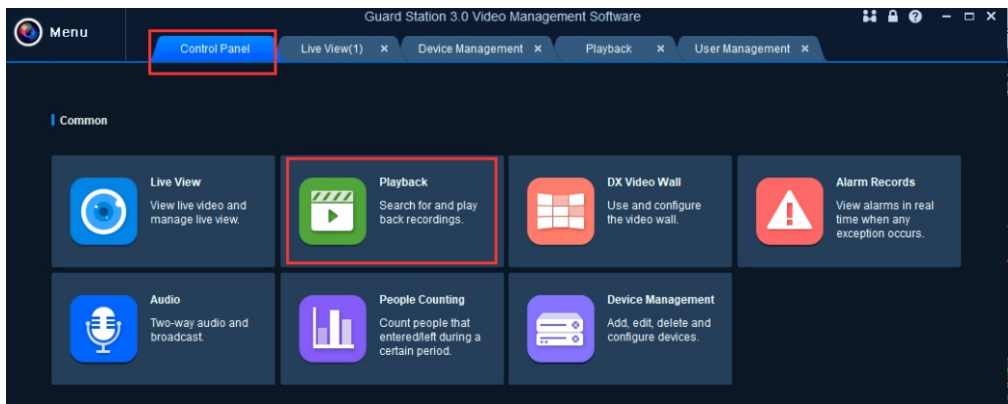 Guard Station 3.0 Video Management Software
Menu
Control Panel
Live View(1) ×
Device Management ×
Playback ×
User Management ×
Common
Live View
View live video and
manage live view.
Playback
Search for and play
back recordings.
DX Video Wall
Use and configure
the video wall.
Alarm Records
View alarms in real
time when any
exception occurs.
Audio
Two-way audio and
broadcast.
People Counting
Count people that
entered/left during a
certain period.
Device Management
Add, edit, delete and
configure devices.